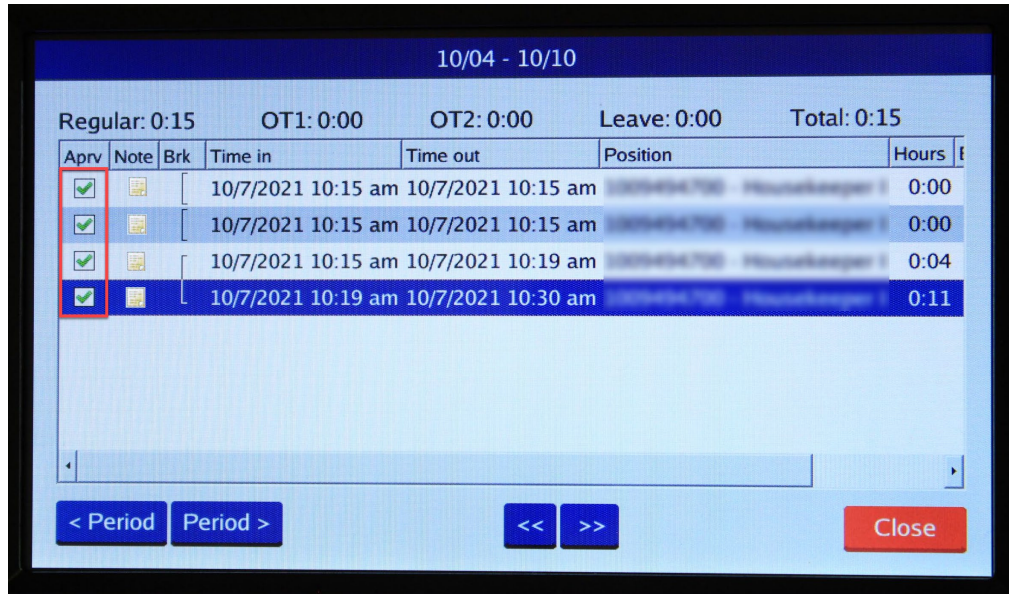 10/04 - 10/10
Regular: 0:15 OT1: 0:00 OT2: 0:00 Leave: 0:00 Total: 0:15
Aprv Note Brk Time in Time out Position Hours
10/7/2021 10:15 am 10/7/2021 10:15 am 0:00
10/7/2021 10:15 am 10/7/2021 10:15 am 0:00
10/7/2021 10:15 am 10/7/2021 10:19 am 0:04
10/7/2021 10:19 am 10/7/2021 10:30 am 0:11
< Period Period > << >> Close